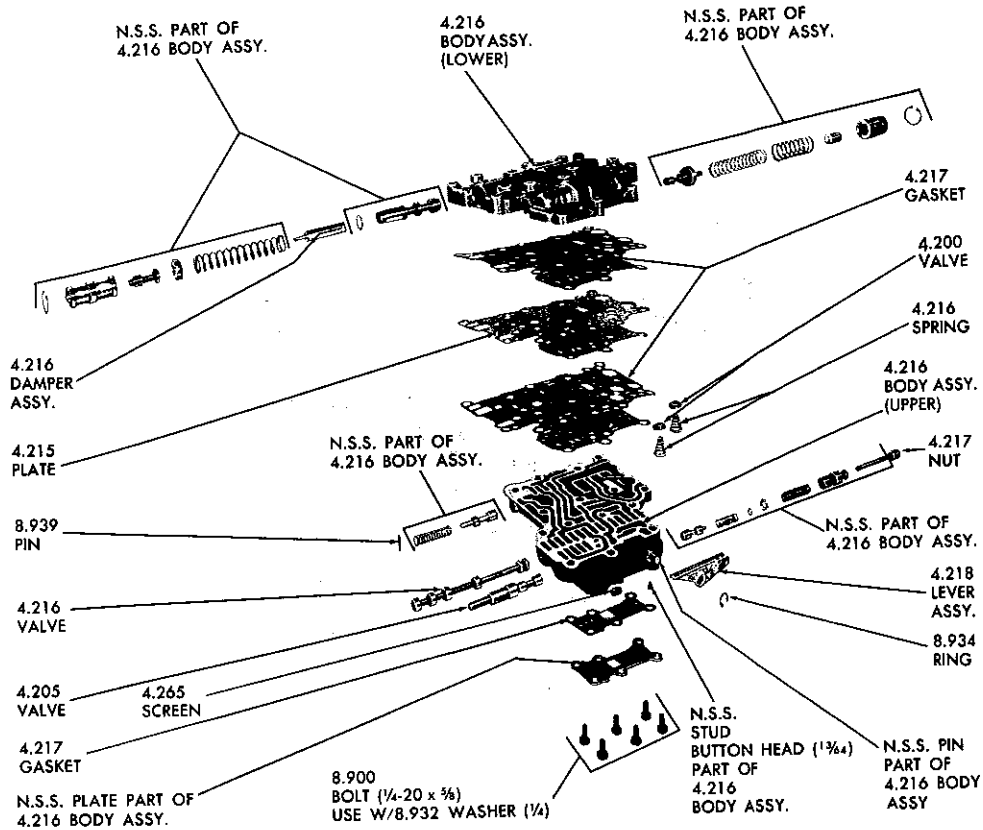 N.S.S. PART OF
4.216 BODY ASSY.
4.216
BODY ASSY.
(LOWER)
N.S.S. PART OF
4.216 BODY ASSY.
4.217
GASKET
4.200
VALVE
4.216
SPRING
4.216
BODY ASSY.
(UPPER)
4.217
NUT
N.S.S. PART OF
4.216 BODY ASSY.
4.218
LEVER
ASSY.
8.934
RING
4.216
DAMPER
ASSY.
4.215
PLATE
N.S.S. PART OF
4.216 BODY ASSY.
8.939
PIN
4.216
VALVE
4.205
VALVE
4.265
SCREEN
4.217
GASKET
N.S.S. PLATE PART OF
4.216 BODY ASSY.
8.900
BOLT (1/4-20 x 5/8)
USE W/8.932 WASHER (1/4)
N.S.S.
STUD
BUTTON HEAD (13/64)
PART OF
4.216
BODY ASSY.
N.S.S. PIN
PART OF
4.216 BODY
ASSY